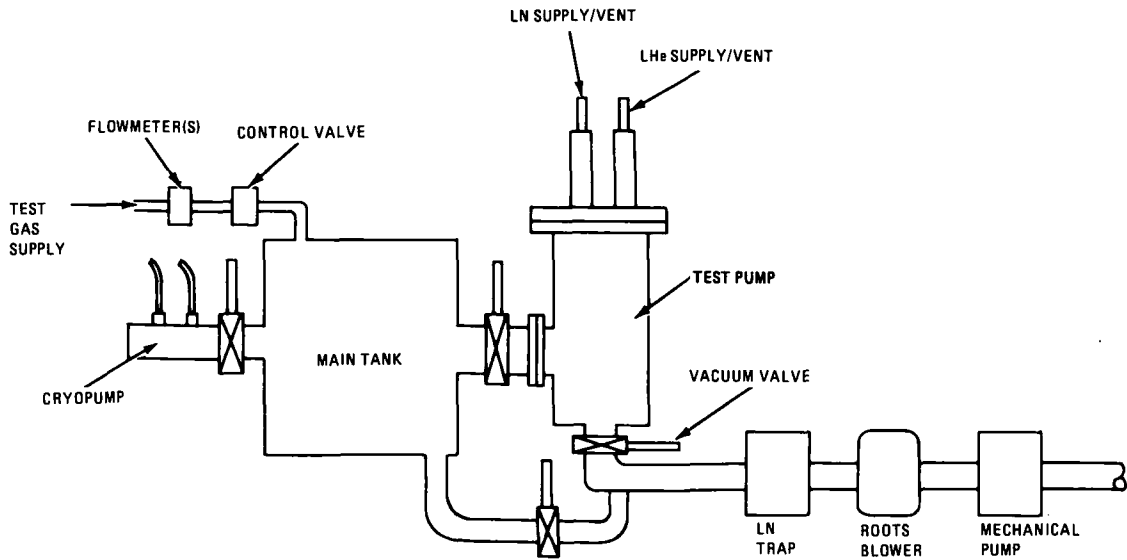 LN SUPPLY/VENT
LHe SUPPLY/VENT
FLOWMETER(S)
CONTROL VALVE
TEST
GAS
SUPPLY
TEST PUMP
MAIN TANK
VACUUM VALVE
CRYOPUMP
LN
TRAP
ROOTS
BLOWER
MECHANICAL
PUMP